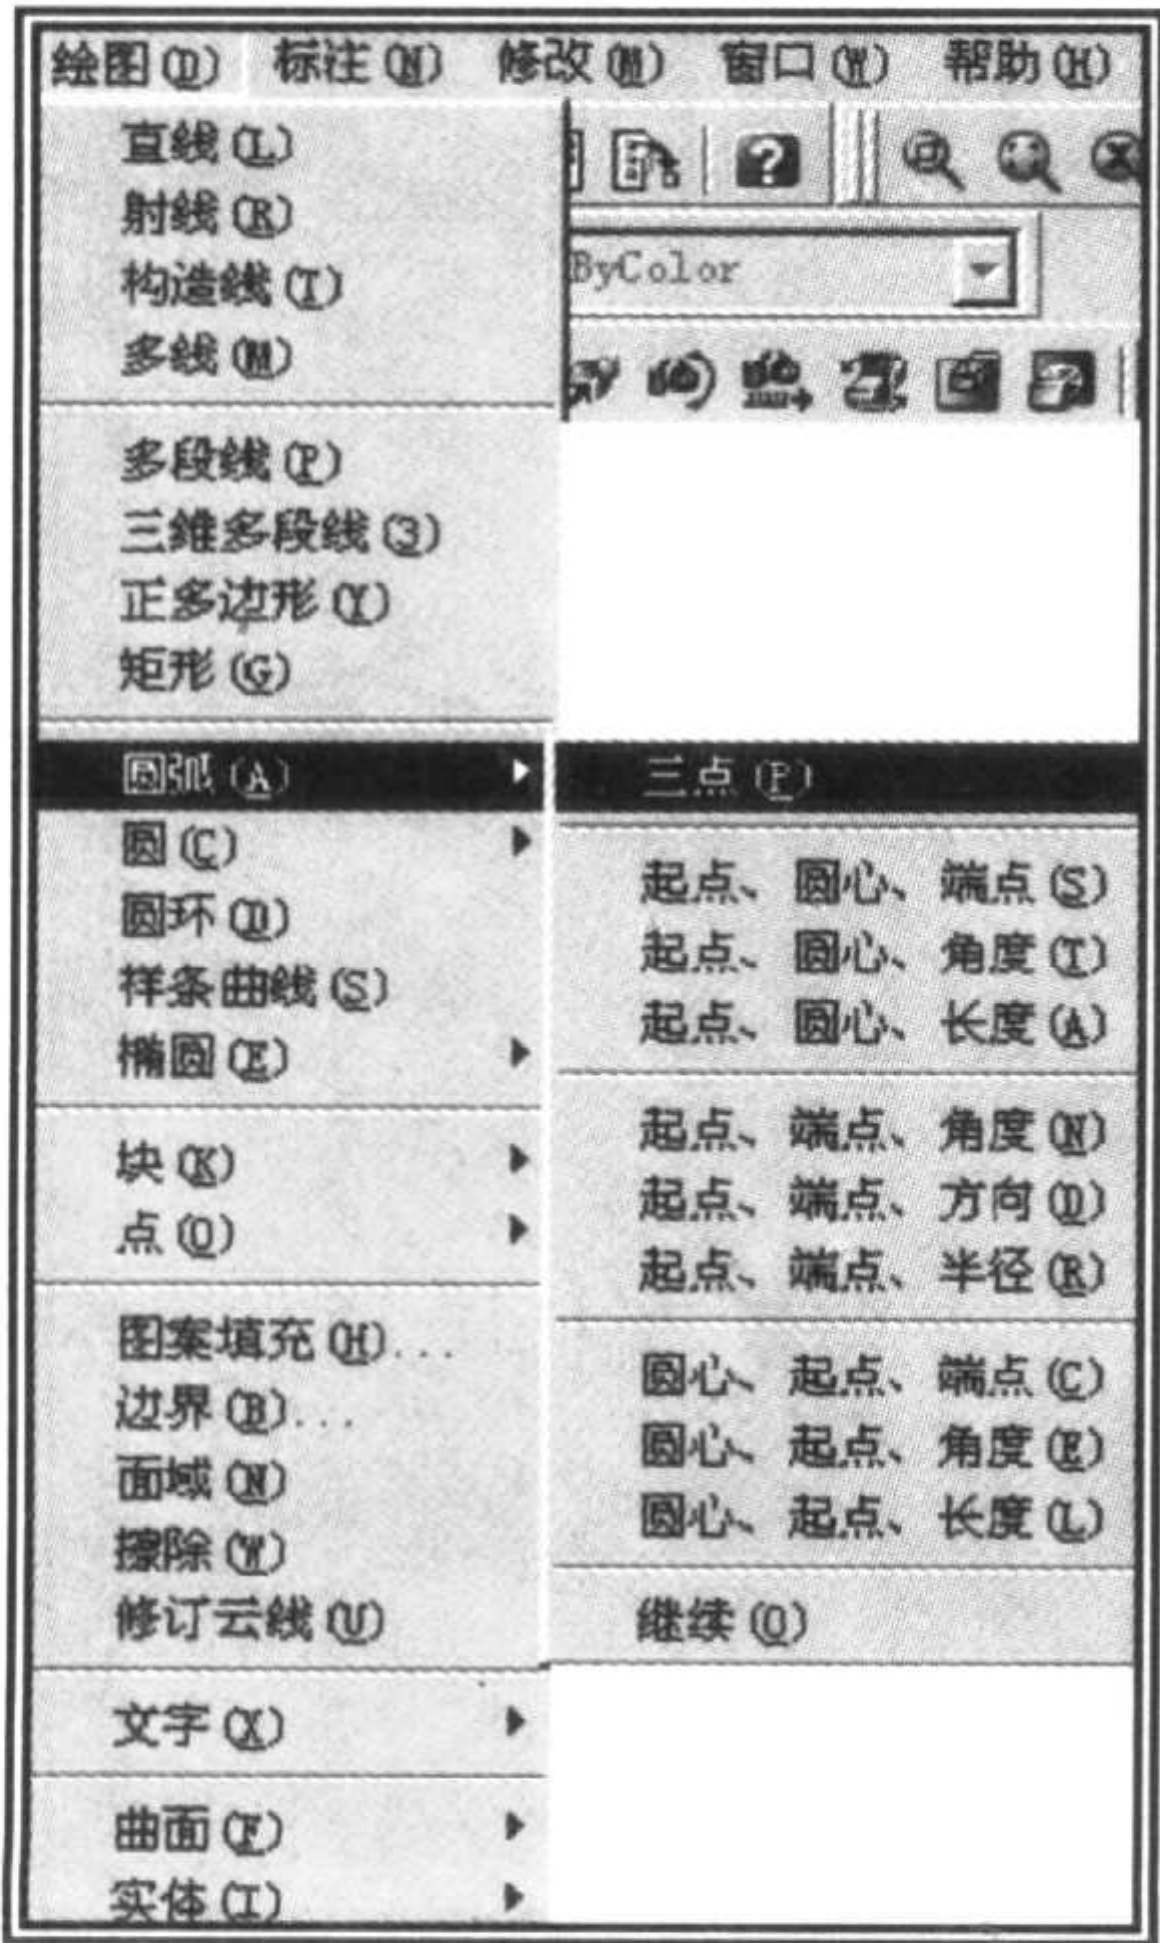 绘图(D) 标注(N) 修改(M) 窗口(W) 帮助(H)
直线(L)
射线(R)
构造线(T)
多线(M)
ByColor
多段线(P)
三維多段线(3)
正多边形(Y)
矩形(G)
圆弧(A)
圆(C)
圆环(D)
样条曲线(S)
椭圆(E)
块(K)
点(O)
图案填充(H)...
边界(B)...
面域(N)
擦除(W)
修订云线(U)
文字(X)
曲面(F)
实体(I)
三点(P)
起点、圆心、端点(S)
起点、圆心、角度(T)
起点、圆心、长度(A)
起点、端点、角度(N)
起点、端点、方向(D)
起点、端点、半径(R)
圆心、起点、端点(C)
圆心、起点、角度(E)
圆心、起点、长度(L)
继续(O)